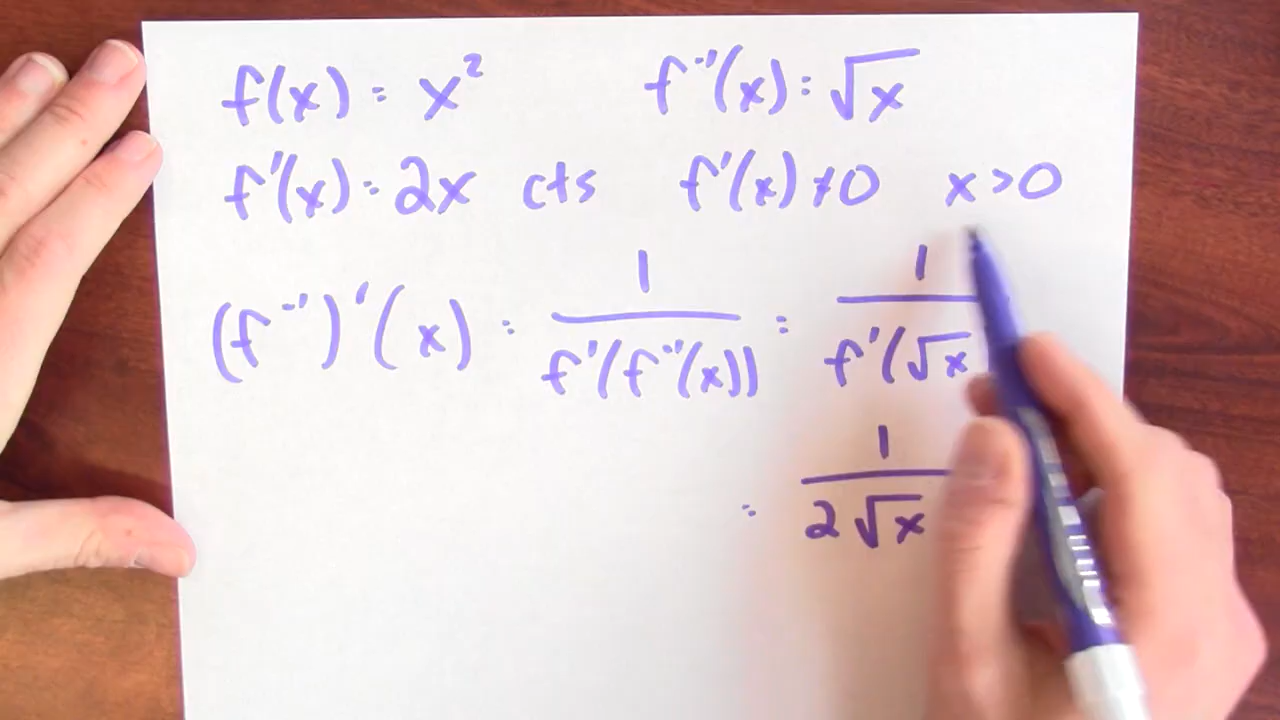 f(x) = x² f⁻¹(x) = √x
f'(x) = 2x cts f'(x) ≠ 0 x > 0
(f⁻¹)'(x) = 1/(f'(f⁻¹(x))) = 1/(f'(√x
= 1/(2√x)